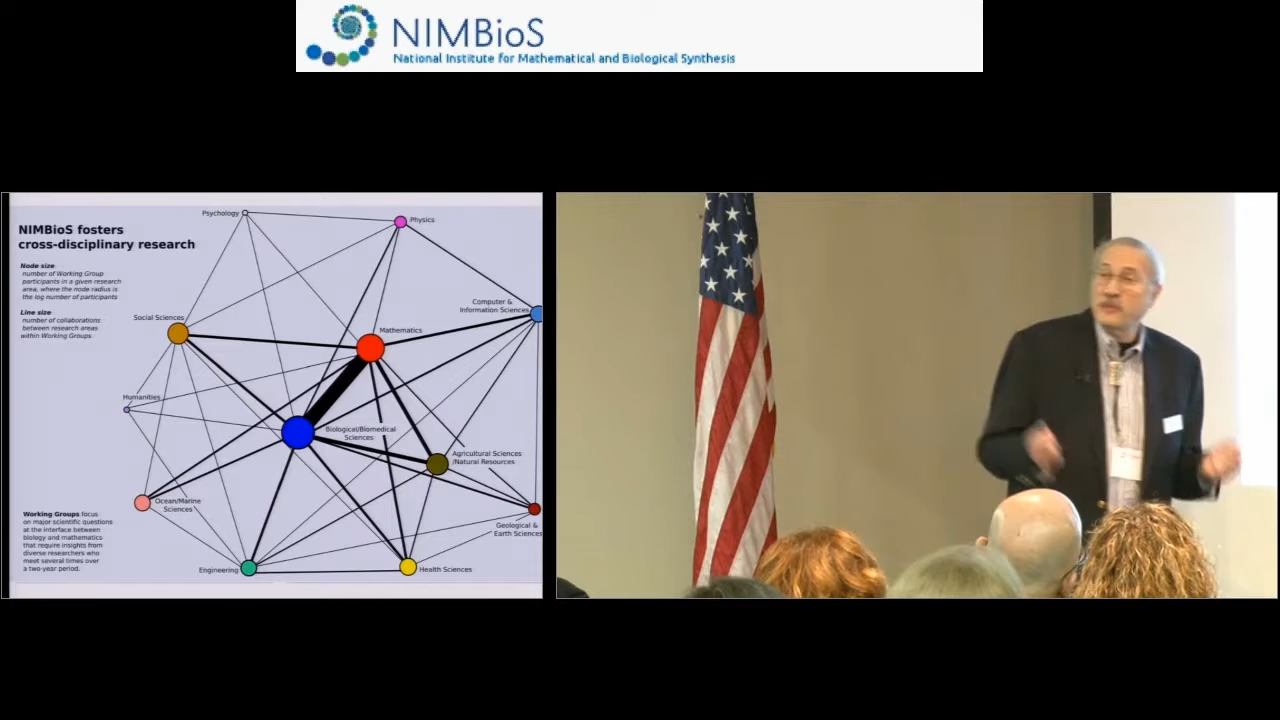 NIMBioS
National Institute for Mathematical and Biological Synthesis
NIMBioS fosters
cross-disciplinary research
Node size
number of Working Group
participants in a given research
area, where the node radius is
the log number of participants
Line size
number of collaborations
between research areas
within Working Groups.
Psychology
Physics
Computer &
Information Sciences
Social Sciences
Mathematics
Humanities
Biological/Biomedical
Sciences
Agricultural Sciences
/Natural Resources
Ocean/Marine
Sciences
Geological &
Earth Sciences
Engineering
Health Sciences
Working Groups focus
on major scientific questions
at the interface between
biology and mathematics
that require insights from
diverse researchers who
meet several times over
a two-year period.